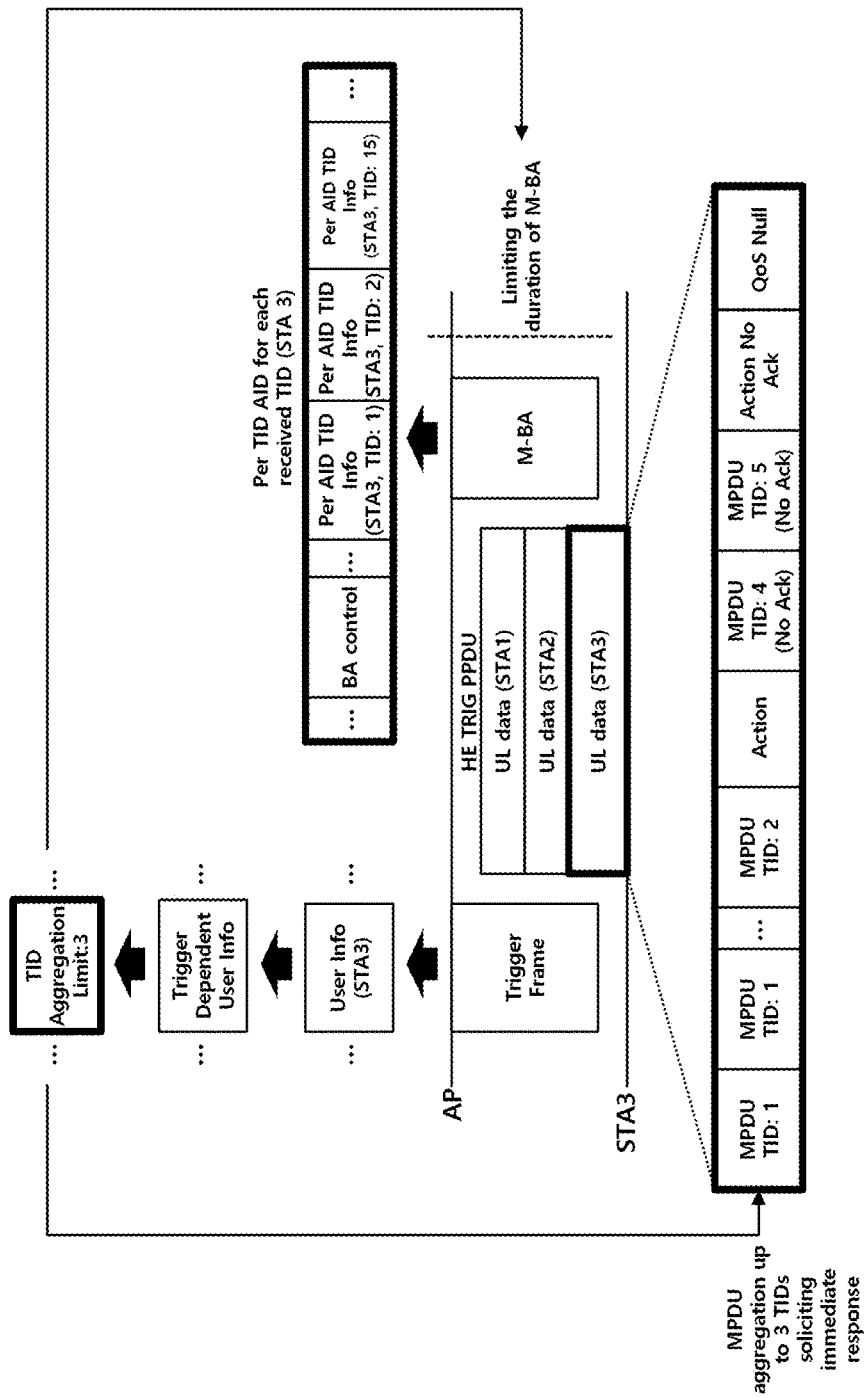 ...
TID
Aggregation
Limit:3
...
...
Trigger
Dependent
User Info
...
...
User Info
(STA3)
...
Per TID AID for each
received TID (STA 3)
...
BA control
...
Per AID TID
Info
(STA3, TID: 1)
Per AID TID
Info
STA3, TID: 2)
Per AID TID
Info
(STA3, TID: 15)
...
AP
Trigger
Frame
HE TRIG PPDU
UL data (STA1)
UL data (STA2)
UL data (STA3)
M-BA
Limiting the
duration of M-BA
STA3
MPDU
aggregation up
to 3 TIDs
soliciting
immediate
response
MPDU
TID: 1
MPDU
TID: 1
...
MPDU
TID: 2
Action
MPDU
TID: 4
(No Ack)
MPDU
TID: 5
(No Ack)
Action No
Ack
QoS Null